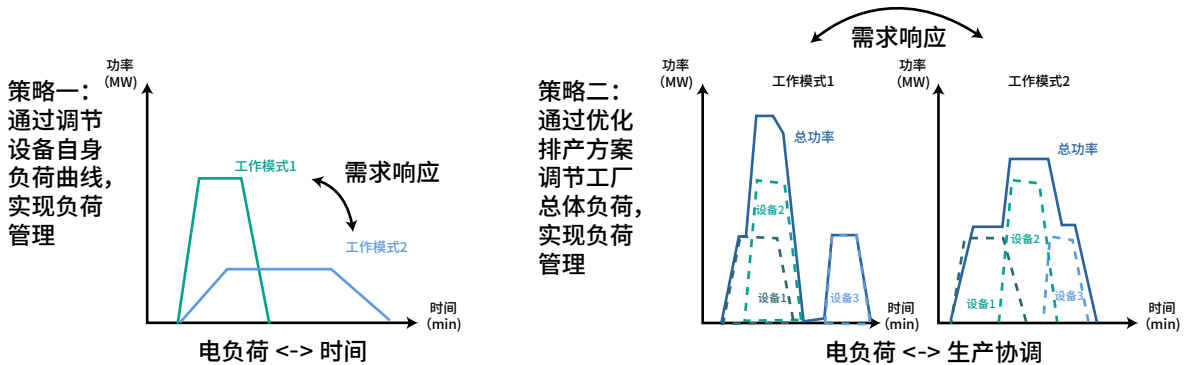 策略一：
通过调节
设备自身
负荷曲线，
实现负荷
管理
功率
(MW)
工作模式1
需求响应
工作模式2
时间
(min)
电负荷 <-> 时间
策略二：
通过优化
排产方案
调节工厂
总体负荷，
实现负荷
管理
需求响应
功率
(MW)
工作模式1
总功率
设备2
设备1
设备3
时间
(min)
功率
(MW)
工作模式2
总功率
设备2
设备1
设备3
时间
(min)
电负荷 <-> 生产协调